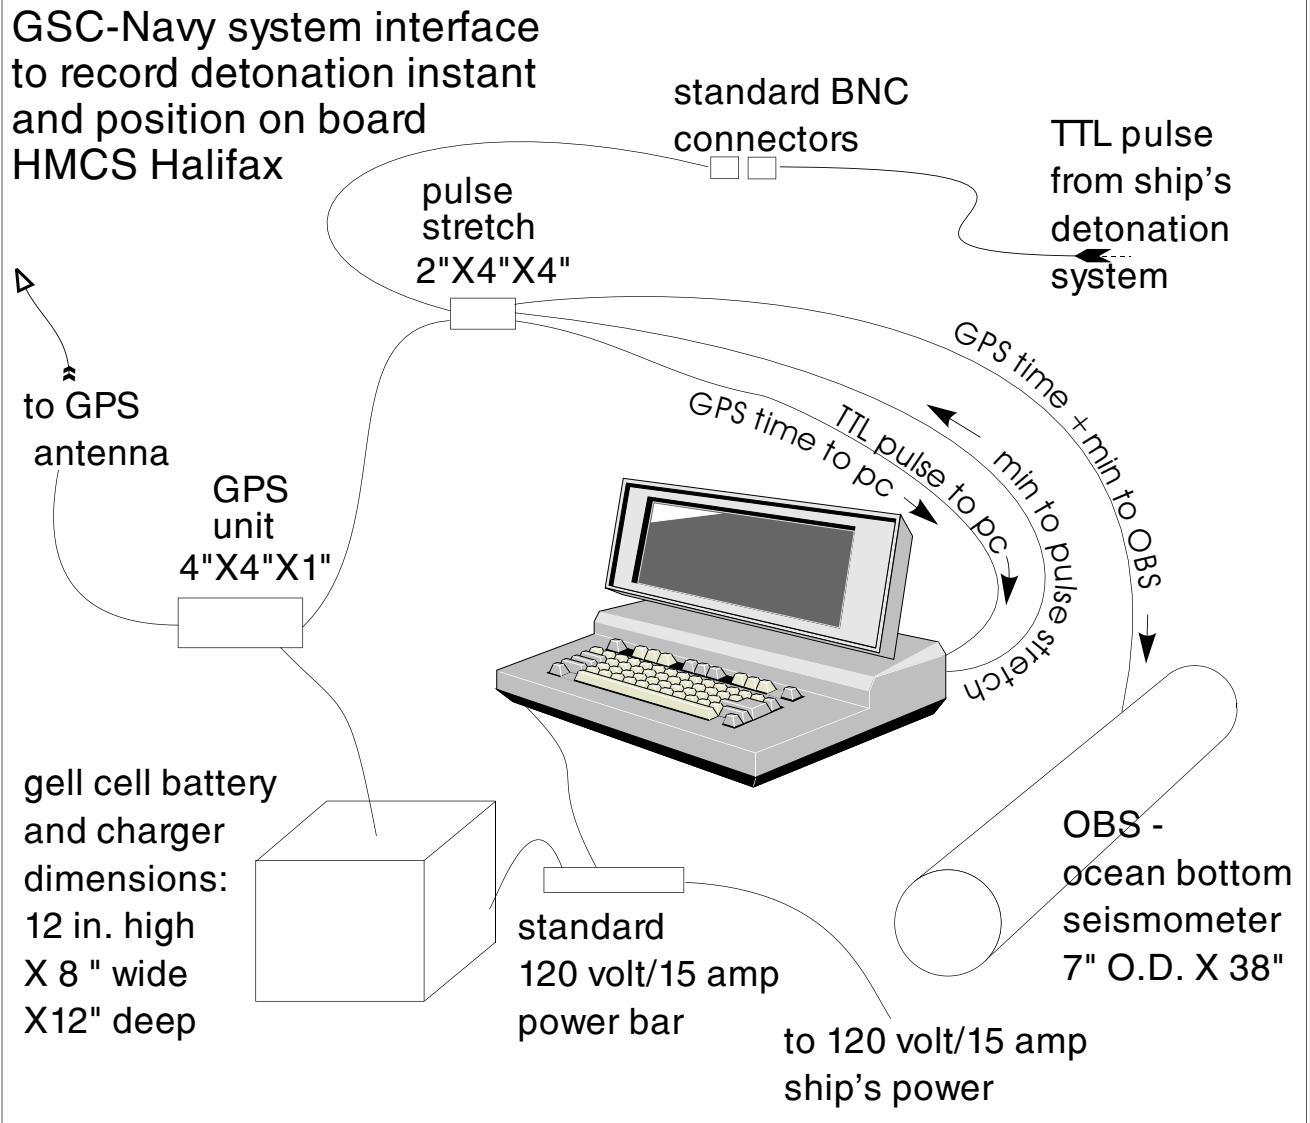 GSC-Navy system interface
to record detonation instant
and position on board
HMCS Halifax
standard BNC
connectors
TTL pulse
from ship's
detonation
system
pulse
stretch
2"X4"X4"
to GPS
antenna
GPS
unit
4"X4"X1"
GPS time to pc
TTL pulse to pc
min to pulse stretch
GPS time +min to OBS
gell cell battery
and charger
dimensions:
12 in. high
X 8 " wide
X12" deep
standard
120 volt/15 amp
power bar
to 120 volt/15 amp
ship's power
OBS -
ocean bottom
seismometer
7" O.D. X 38"